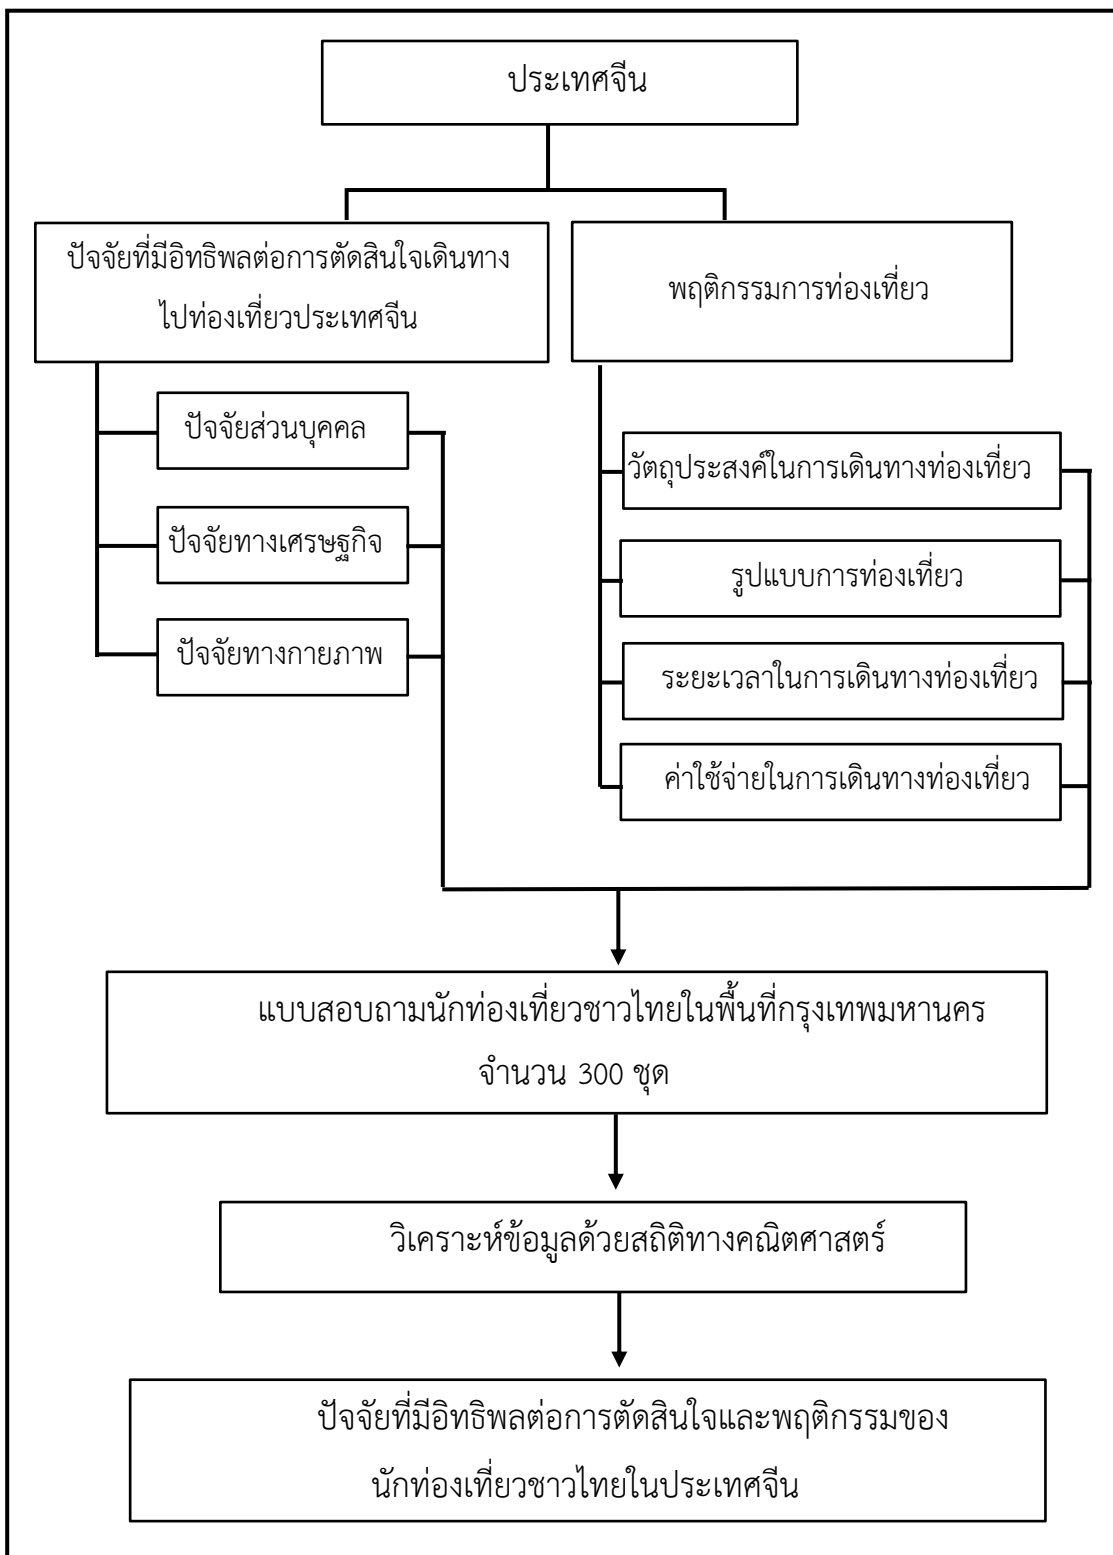 ประเทศจีน
ปัจจัยที่มีอิทธิพลต่อการตัดสินใจเดินทาง
ไปท่องเที่ยวประเทศจีน
พฤติกรรมการท่องเที่ยว
ปัจจัยส่วนบุคคล
ปัจจัยทางเศรษฐกิจ
ปัจจัยทางกายภาพ
วัตถุประสงค์ในการเดินทางท่องเที่ยว
รูปแบบการท่องเที่ยว
ระยะเวลาในการเดินทางท่องเที่ยว
ค่าใช้จ่ายในการเดินทางท่องเที่ยว
แบบสอบถามนักท่องเที่ยวชาวไทยในพื้นที่กรุงเทพมหานคร
จำนวน 300 ชุด
วิเคราะห์ข้อมูลด้วยสถิติทางคณิตศาสตร์
ปัจจัยที่มีอิทธิพลต่อการตัดสินใจและพฤติกรรมของ
นักท่องเที่ยวชาวไทยในประเทศจีน